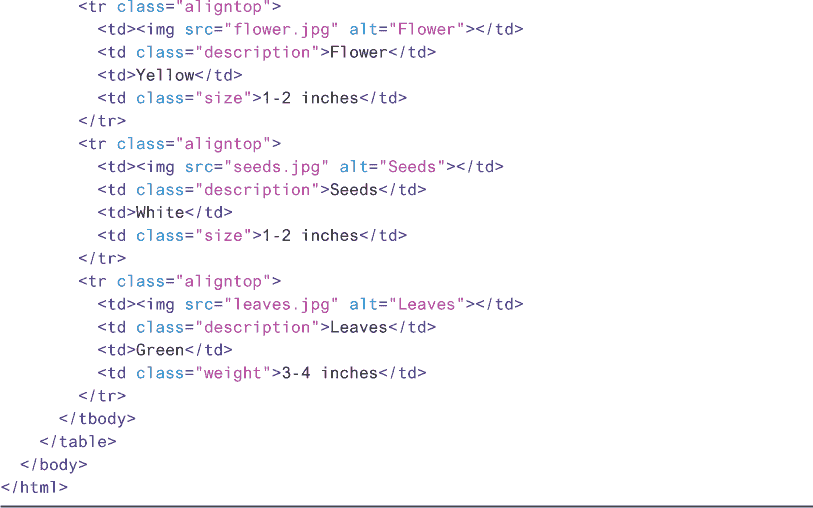 <tr class="aligntop">
<td><img src="flower.jpg" alt="Flower"></td>
<td class="description">Flower</td>
<td>Yellow</td>
<td class="size">1-2 inches</td>
</tr>
<tr class="aligntop">
<td><img src="seeds.jpg" alt="Seeds"></td>
<td class="description">Seeds</td>
<td>White</td>
<td class="size">1-2 inches</td>
</tr>
<tr class="aligntop">
<td><img src="leaves.jpg" alt="Leaves"></td>
<td class="description">Leaves</td>
<td>Green</td>
<td class="weight">3-4 inches</td>
</tr>
</tbody>
</table>
</body>
</html>